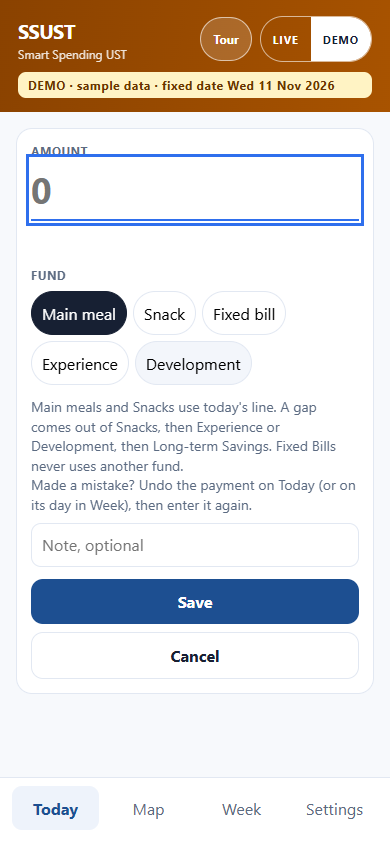 SSUST
Smart Spending UST
Tour
LIVE
DEMO
DEMO · sample data · fixed date Wed 11 Nov 2026
AMOUNT
0
FUND
Main meal
Snack
Fixed bill
Experience
Development
Main meals and Snacks use today's line. A gap
comes out of Snacks, then Experience or
Development, then Long-term Savings. Fixed Bills
never uses another fund.
Made a mistake? Undo the payment on Today (or on
its day in Week), then enter it again.
Note, optional
Save
Cancel
Today
Map
Week
Settings